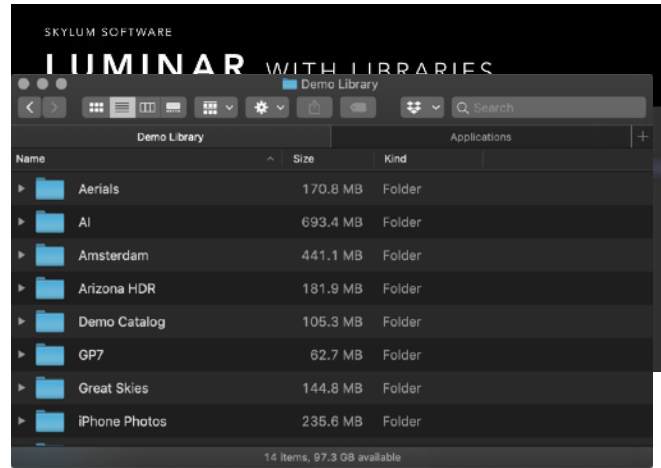 SKYLUM SOFTWARE
LUMINAR WITH LIBRARIES
Demo Library
Search
Demo Library Applications +
Name Size Kind
Aerials 170.8 MB Folder
AI 693.4 MB Folder
Amsterdam 441.1 MB Folder
Arizona HDR 181.9 MB Folder
Demo Catalog 105.3 MB Folder
GP7 62.7 MB Folder
Great Skies 144.8 MB Folder
iPhone Photos 235.6 MB Folder
14 items, 97.3 GB available